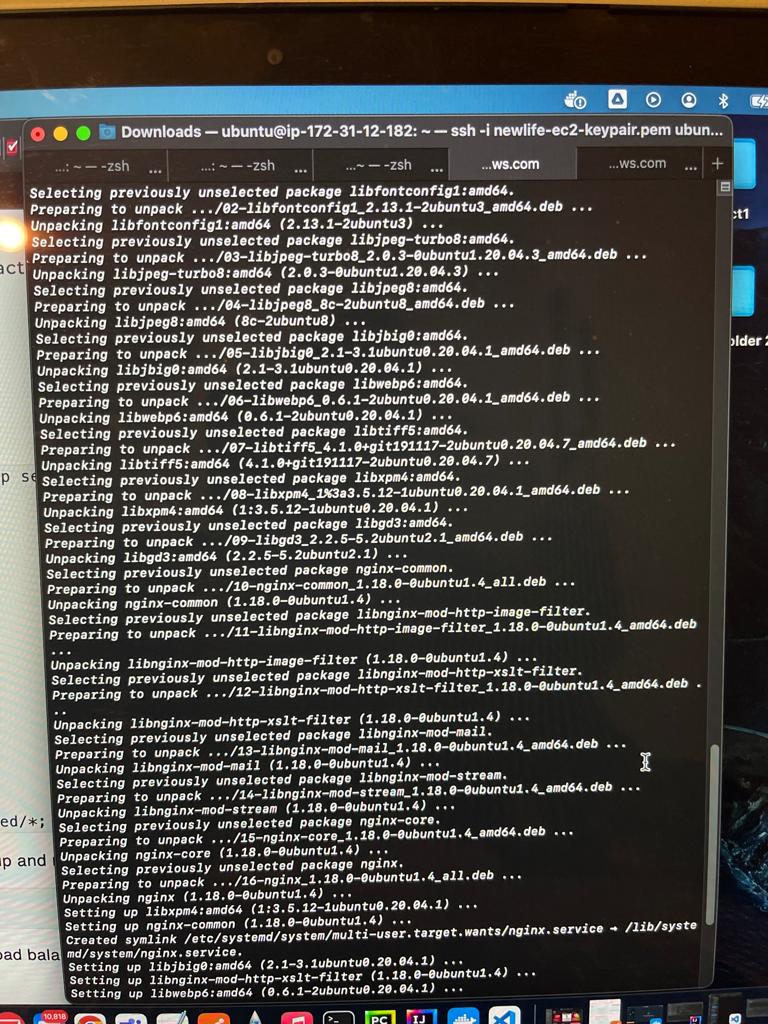 Downloads — ubuntu@ip-172-31-12-182: ~ — ssh -i newlife-ec2-keypair.pem ubun...
...: ~ — -zsh ... ...: ~ — -zsh ... ...~ — -zsh ... ...ws.com ...ws.com ... +
Selecting previously unselected package libfontconfig1:amd64.
Preparing to unpack .../02-libfontconfig1_2.13.1-2ubuntu3_amd64.deb ...
Unpacking libfontconfig1:amd64 (2.13.1-2ubuntu3) ...
Selecting previously unselected package libjpeg-turbo8:amd64.
Preparing to unpack .../03-libjpeg-turbo8_2.0.3-0ubuntu1.20.04.3_amd64.deb ...
Unpacking libjpeg-turbo8:amd64 (2.0.3-0ubuntu1.20.04.3) ...
Selecting previously unselected package libjpeg8:amd64.
Preparing to unpack .../04-libjpeg8_8c-2ubuntu8_amd64.deb ...
Unpacking libjpeg8:amd64 (8c-2ubuntu8) ...
Selecting previously unselected package libjbig0:amd64.
Preparing to unpack .../05-libjbig0_2.1-3.1ubuntu0.20.04.1_amd64.deb ...
Unpacking libjbig0:amd64 (2.1-3.1ubuntu0.20.04.1) ...
Selecting previously unselected package libwebp6:amd64.
Preparing to unpack .../06-libwebp6_0.6.1-2ubuntu0.20.04.1_amd64.deb ...
Unpacking libwebp6:amd64 (0.6.1-2ubuntu0.20.04.1) ...
Selecting previously unselected package libtiff5:amd64.
Preparing to unpack .../07-libtiff5_4.1.0+git191117-2ubuntu0.20.04.7_amd64.deb ...
Unpacking libtiff5:amd64 (4.1.0+git191117-2ubuntu0.20.04.7) ...
Selecting previously unselected package libxpm4:amd64.
Preparing to unpack .../08-libxpm4_1%3a3.5.12-1ubuntu0.20.04.1_amd64.deb ...
Unpacking libxpm4:amd64 (1:3.5.12-1ubuntu0.20.04.1) ...
Selecting previously unselected package libgd3:amd64.
Preparing to unpack .../09-libgd3_2.2.5-5.2ubuntu2.1_amd64.deb ...
Unpacking libgd3:amd64 (2.2.5-5.2ubuntu2.1) ...
Selecting previously unselected package nginx-common.
Preparing to unpack .../10-nginx-common_1.18.0-0ubuntu1.4_all.deb ...
Unpacking nginx-common (1.18.0-0ubuntu1.4) ...
Selecting previously unselected package libnginx-mod-http-image-filter.
Preparing to unpack .../11-libnginx-mod-http-image-filter_1.18.0-0ubuntu1.4_amd64.deb
...
Unpacking libnginx-mod-http-image-filter (1.18.0-0ubuntu1.4) ...
Selecting previously unselected package libnginx-mod-http-xslt-filter.
Preparing to unpack .../12-libnginx-mod-http-xslt-filter_1.18.0-0ubuntu1.4_amd64.deb .
..
Unpacking libnginx-mod-http-xslt-filter (1.18.0-0ubuntu1.4) ...
Selecting previously unselected package libnginx-mod-mail.
Preparing to unpack .../13-libnginx-mod-mail_1.18.0-0ubuntu1.4_amd64.deb ...
Unpacking libnginx-mod-mail (1.18.0-0ubuntu1.4) ...
Selecting previously unselected package libnginx-mod-stream.
Preparing to unpack .../14-libnginx-mod-stream_1.18.0-0ubuntu1.4_amd64.deb ...
Unpacking libnginx-mod-stream (1.18.0-0ubuntu1.4) ...
Selecting previously unselected package nginx-core.
Preparing to unpack .../15-nginx-core_1.18.0-0ubuntu1.4_amd64.deb ...
Unpacking nginx-core (1.18.0-0ubuntu1.4) ...
Selecting previously unselected package nginx.
Preparing to unpack .../16-nginx_1.18.0-0ubuntu1.4_all.deb ...
Unpacking nginx (1.18.0-0ubuntu1.4) ...
Setting up libxpm4:amd64 (1:3.5.12-1ubuntu0.20.04.1) ...
Setting up nginx-common (1.18.0-0ubuntu1.4) ...
Created symlink /etc/systemd/system/multi-user.target.wants/nginx.service → /lib/syste
md/system/nginx.service.
Setting up libjbig0:amd64 (2.1-3.1ubuntu0.20.04.1) ...
Setting up libnginx-mod-http-xslt-filter (1.18.0-0ubuntu1.4) ...
Setting up libwebp6:amd64 (0.6.1-2ubuntu0.20.04.1) ...
act
p se
ed/*;
up and
oad bala
ct1
older 2
10,818
PC
IJ